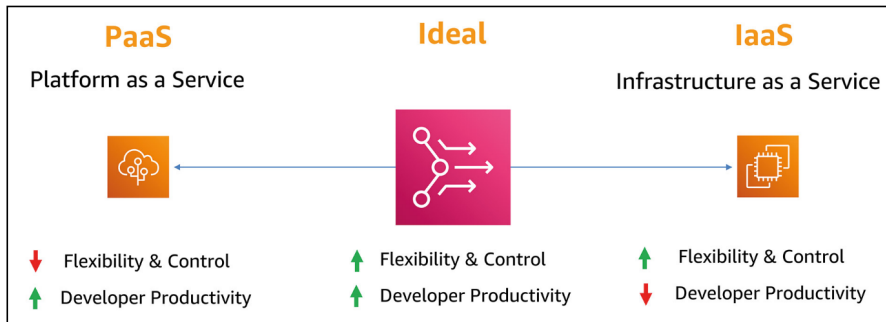 PaaS
Ideal
IaaS
Platform as a Service
Infrastructure as a Service
Flexibility & Control
Flexibility & Control
Flexibility & Control
Developer Productivity
Developer Productivity
Developer Productivity